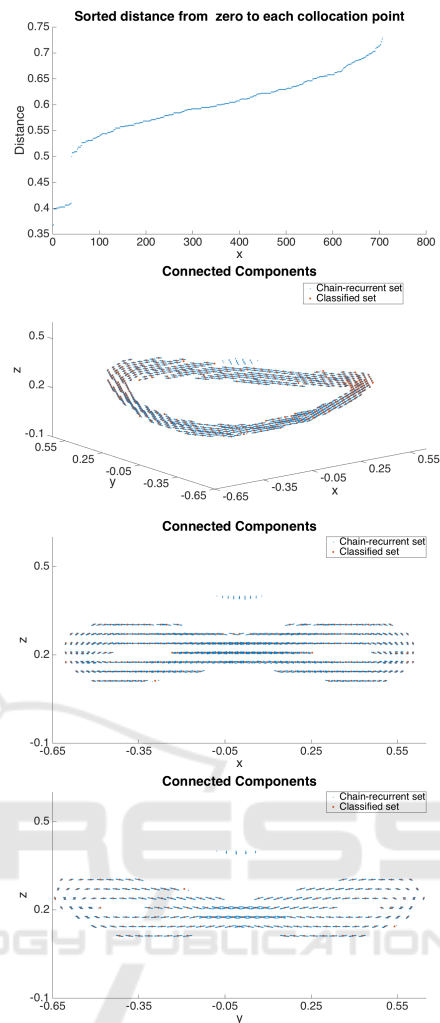 Sorted distance from zero to each collocation point
0.75
0.7
0.65
0.6
0.55
0.5
0.45
0.4
0.35
Distance
0 100 200 300 400 500 600 700 800
x
Connected Components
Chain-recurrent set
Classified set
0.5
0.2
-0.1
z
0.55
0.25
-0.05
-0.35
-0.65
y
-0.65
-0.35
-0.05
0.25
0.55
x
Connected Components
Chain-recurrent set
Classified set
0.5
0.2
-0.1
z
-0.65 -0.35 -0.05 0.25 0.55
x
Connected Components
Chain-recurrent set
Classified set
0.5
0.2
-0.1
z
-0.65 -0.35 -0.05 0.25 0.55
y
RESS
OGY PUBLICATION